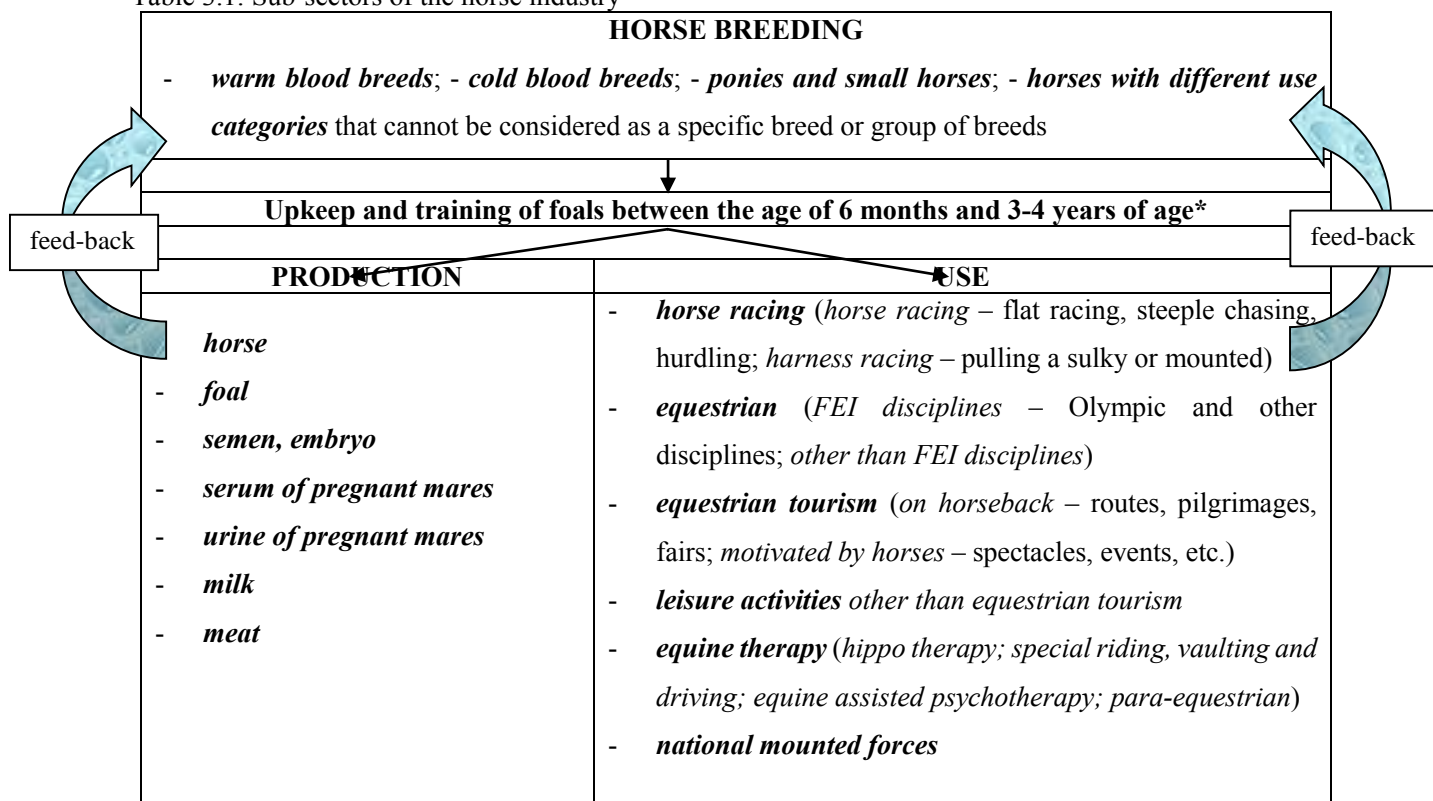 Table 3.1: Sub-sectors of the horse industry
HORSE BREEDING
- warm blood breeds; - cold blood breeds; - ponies and small horses; - horses with different use
categories that cannot be considered as a specific breed or group of breeds
Upkeep and training of foals between the age of 6 months and 3-4 years of age*
feed-back
feed-back
PRODUCTION
horse
- foal
- semen, embryo
- serum of pregnant mares
- urine of pregnant mares
- milk
- meat
USE
- horse racing (horse racing – flat racing, steeple chasing,
hurdling; harness racing – pulling a sulky or mounted)
- equestrian (FEI disciplines – Olympic and other
disciplines; other than FEI disciplines)
- equestrian tourism (on horseback – routes, pilgrimages,
fairs; motivated by horses – spectacles, events, etc.)
- leisure activities other than equestrian tourism
- equine therapy (hippo therapy; special riding, vaulting and
driving; equine assisted psychotherapy; para-equestrian)
- national mounted forces